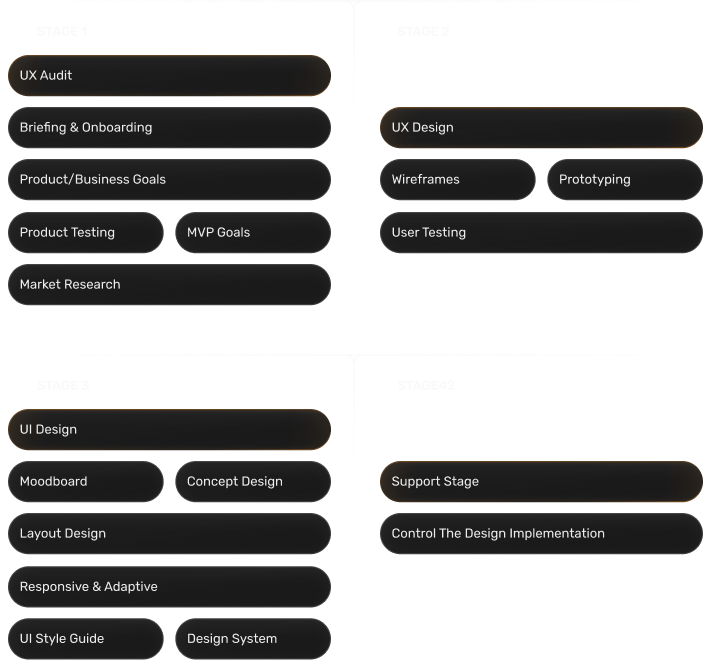 STAGE 1
UX Audit
Briefing & Onboarding
Product/Business Goals
Product Testing
MVP Goals
Market Research
STAGE 2
UX Design
Wireframes
Prototyping
User Testing
STAGE 3
UI Design
Moodboard
Concept Design
Layout Design
Responsive & Adaptive
UI Style Guide
Design System
Support Stage
Control The Design Implementation